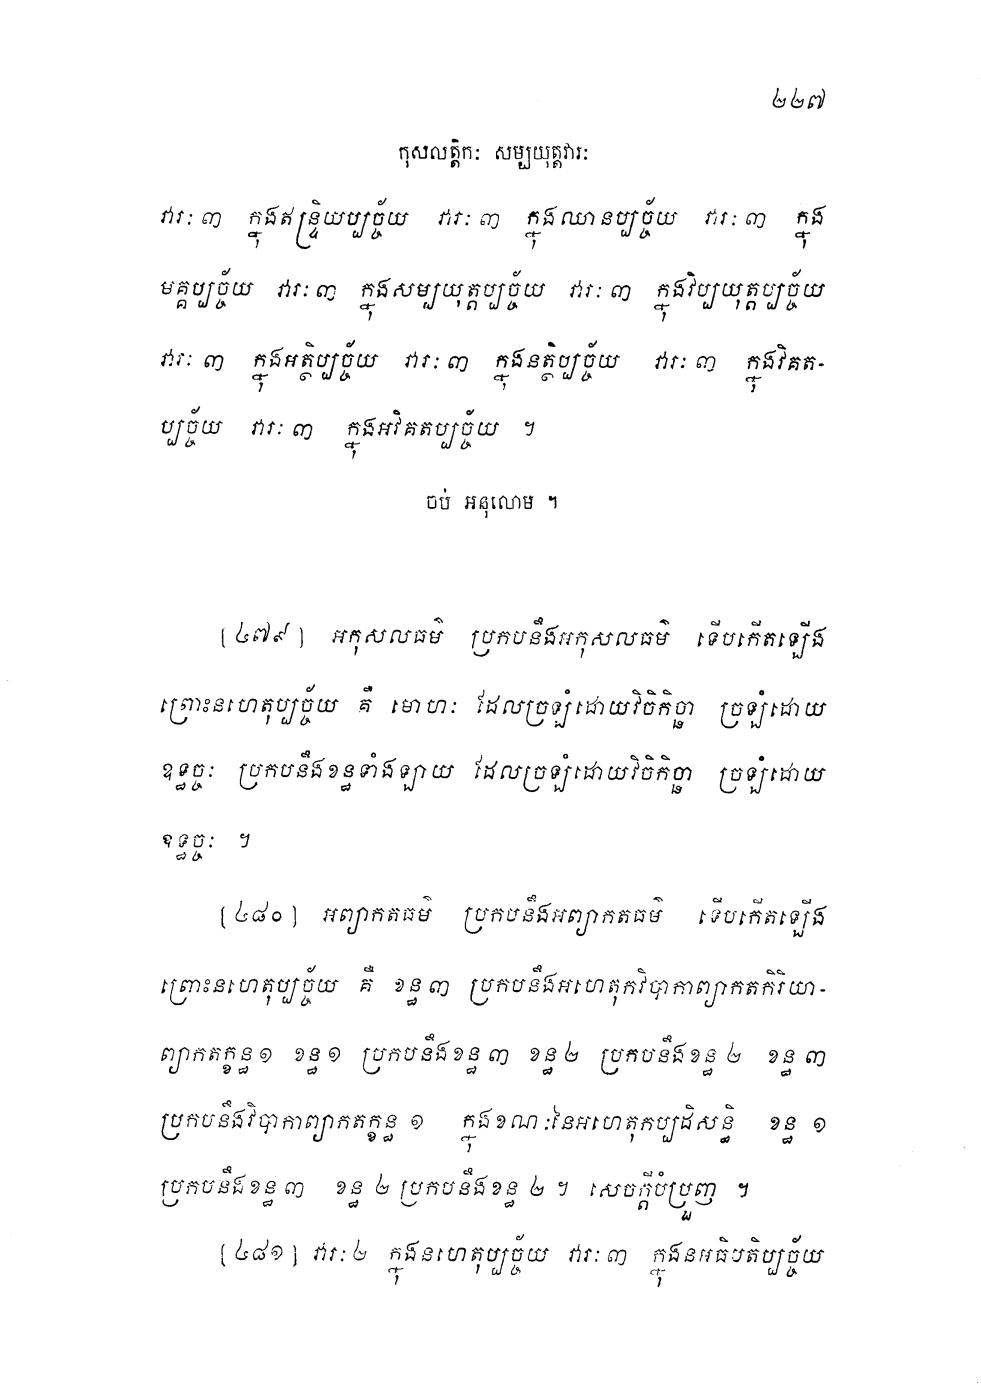 ២២៧
កុសលត្តិកៈ សម្បយុត្តវារៈ
វារៈ ៣ ក្នុងឥន្ទ្រិយប្បច្ច័យ វារៈ ៣ ក្នុងឈានប្បច្ច័យ វារៈ ៣ ក្នុង
មគ្គប្បច្ច័យ វារៈ ៣ ក្នុងសម្បយុត្តប្បច្ច័យ វារៈ ៣ ក្នុងវិប្បយុត្តប្បច្ច័យ
វារៈ ៣ ក្នុងអត្ថិប្បច្ច័យ វារៈ ៣ ក្នុងនត្ថិប្បច្ច័យ វារៈ ៣ ក្នុងវិគត-
ប្បច្ច័យ វារៈ ៣ ក្នុងអវិគតប្បច្ច័យ ។
ចប់ អនុលោម ។
[៤៧៩] អកុសលធម៌ ប្រកបនឹងអកុសលធម៌ ទើបកើតឡើង
ព្រោះនហេតុប្បច្ច័យ គឺ មោហៈ ដែលច្រឡំដោយវិចិកិច្ឆា ច្រឡំដោយ
ឧទ្ធច្ចៈ ប្រកបនឹងខន្ធទាំងឡាយ ដែលច្រឡំដោយវិចិកិច្ឆា ច្រឡំដោយ
ឧទ្ធច្ចៈ ។
[៤៨០] អព្យាកតធម៌ ប្រកបនឹងអព្យាកតធម៌ ទើបកើតឡើង
ព្រោះនហេតុប្បច្ច័យ គឺ ខន្ធ ៣ ប្រកបនឹងអហេតុកវិបាកាព្យាកតកិរិយា-
ព្យាកតក្ខន្ធ ១ ខន្ធ ១ ប្រកបនឹងខន្ធ ៣ ខន្ធ ២ ប្រកបនឹងខន្ធ ២ ខន្ធ ៣
ប្រកបនឹងវិបាកាព្យាកតក្ខន្ធ ១ ក្នុងខណៈនៃអហេតុកប្បដិសន្ធិ ខន្ធ ១
ប្រកបនឹងខន្ធ ៣ ខន្ធ ២ ប្រកបនឹងខន្ធ ២ ។ សេចក្តីបំប្រួញ ។
[៤៨១] វារៈ ២ ក្នុងនហេតុប្បច្ច័យ វារៈ ៣ ក្នុងនអធិបតិប្បច្ច័យ